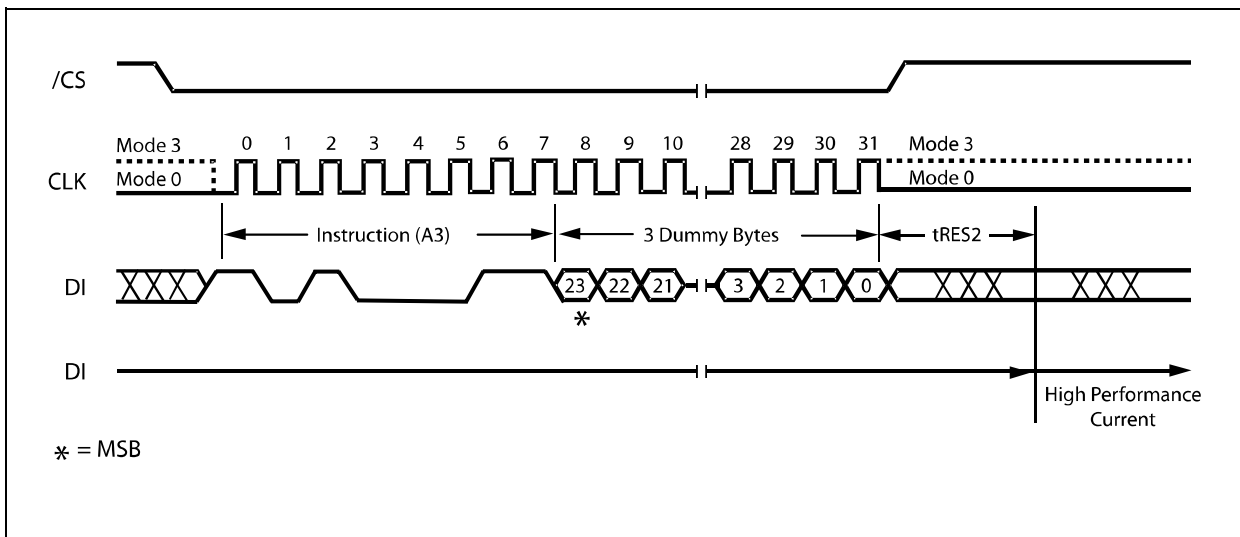 /CS
Mode 3 0 1 2 3 4 5 6 7 8 9 10 28 29 30 31 Mode 3
CLK Mode 0 Mode 0
Instruction (A3) 3 Dummy Bytes tRES2
DI 23 22 21 3 2 1 0
*
DI
High Performance
Current
* = MSB